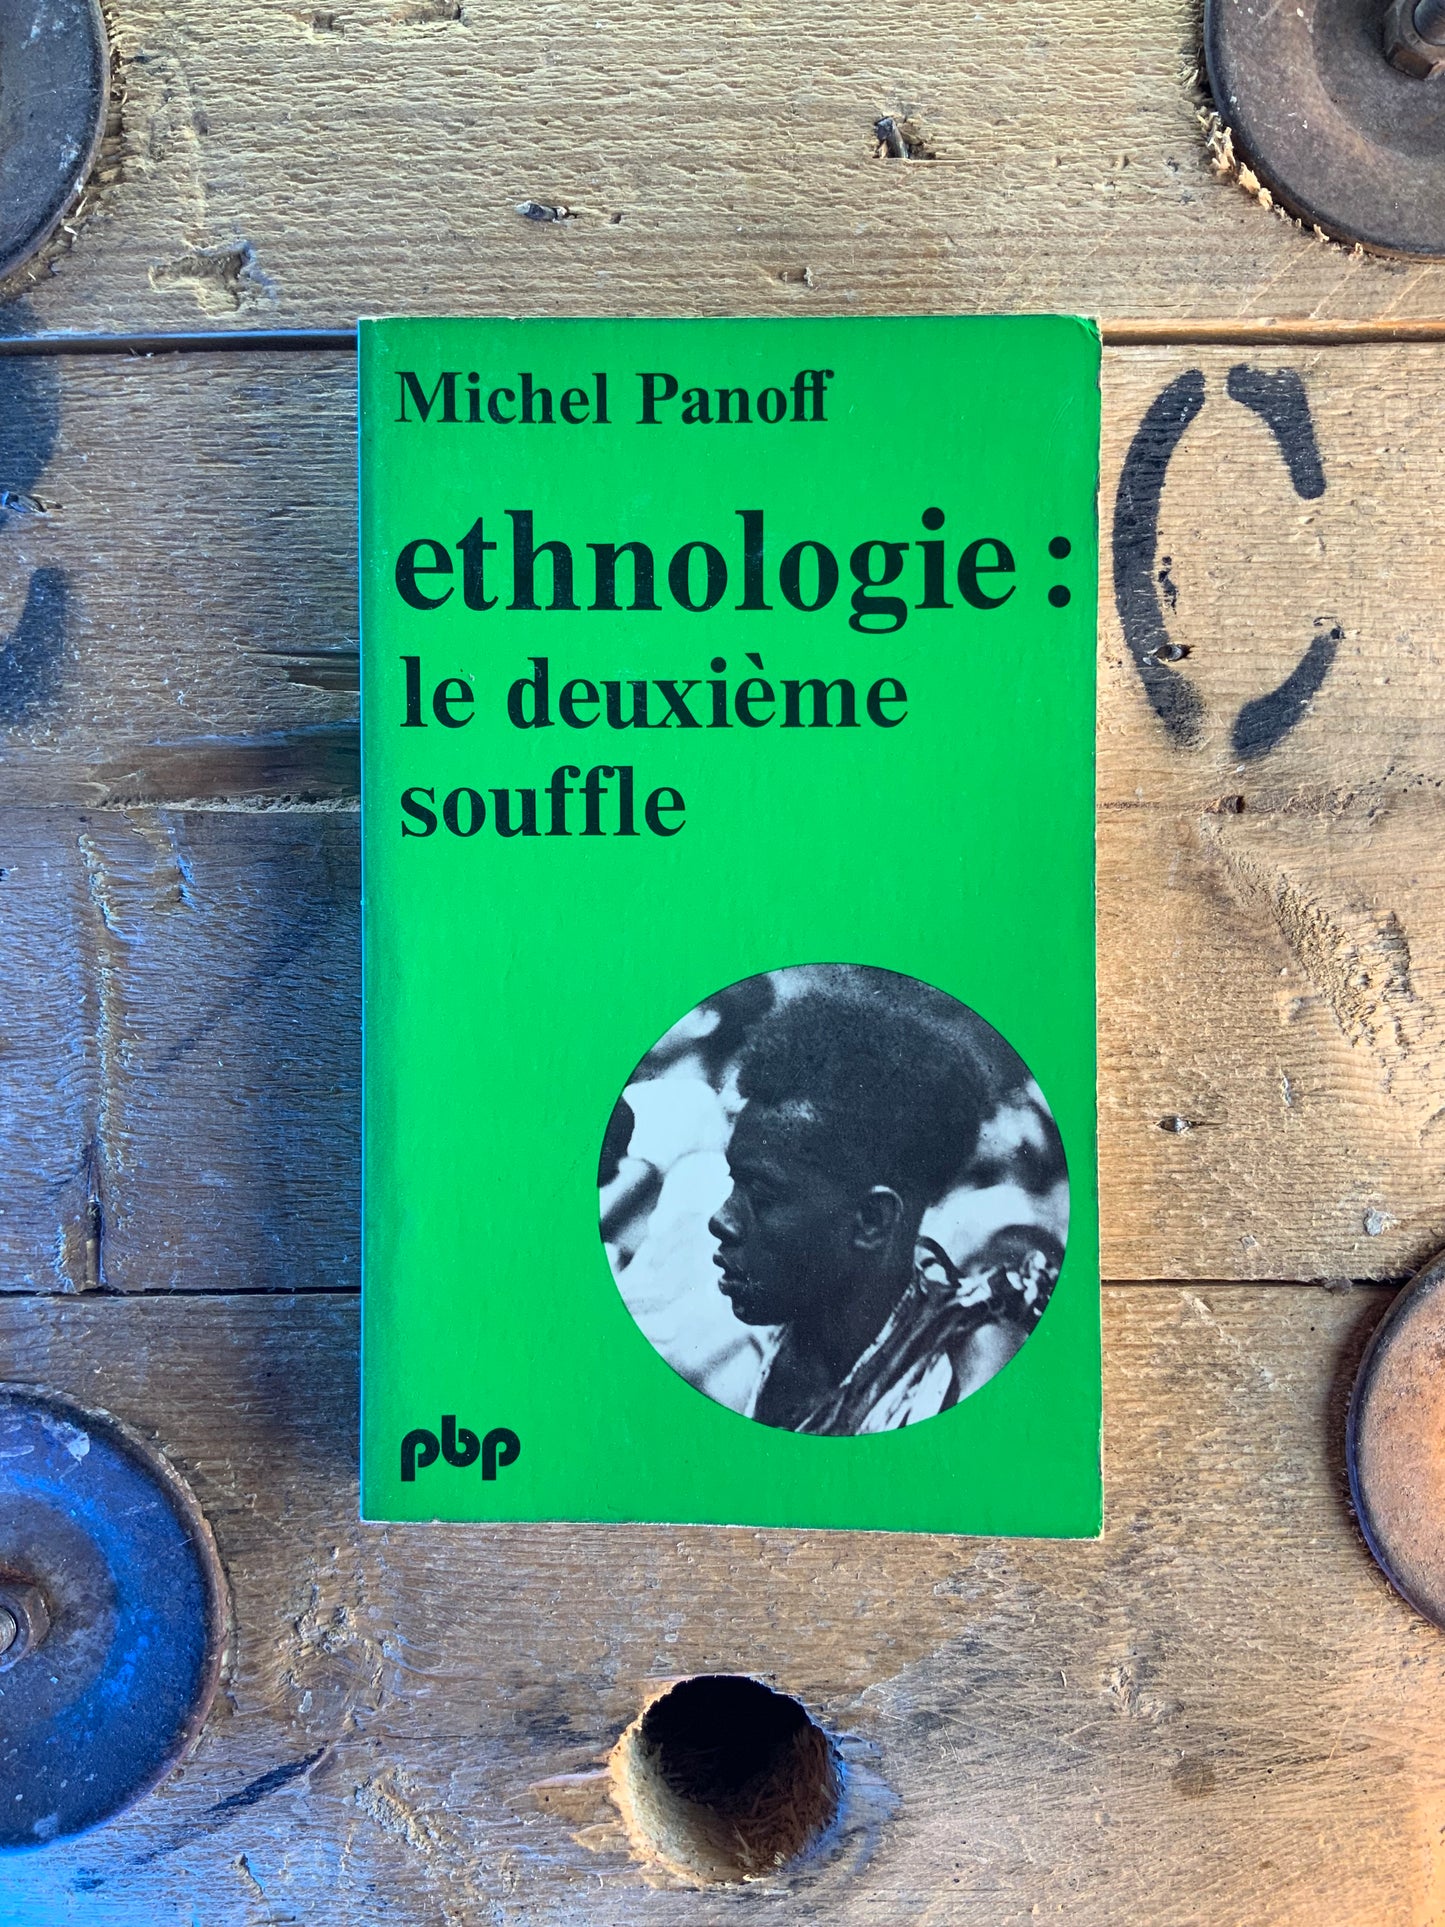 Michel Panoff
ethnologie :
le deuxième
souffle
pbp
C